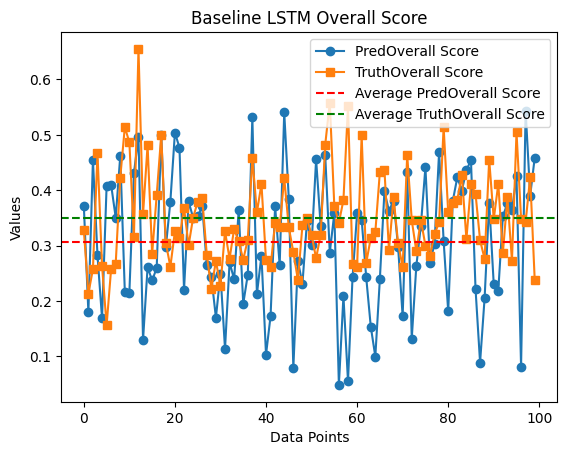 Baseline LSTM Overall Score
PredOverall Score
TruthOverall Score
Average PredOverall Score
Average TruthOverall Score
Values
0.6
0.5
0.4
0.3
0.2
0.1
0
20
40
60
80
100
Data Points